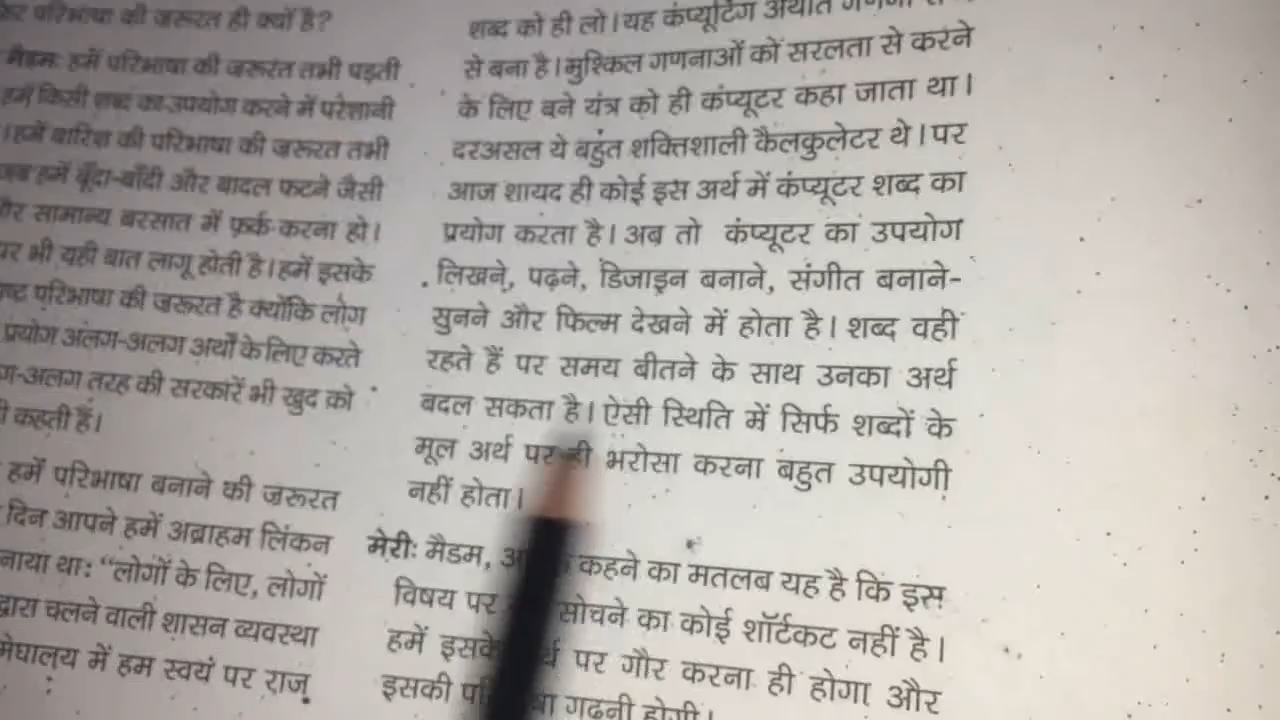 परिभाषा की ज़रूरत ही क्यों है?
मैडम: हमें परिभाषा की ज़रूरत तभी पड़ती
हमें किसी शब्द का उपयोग करने में परेशानी
। हमें बारिश की परिभाषा की ज़रूरत तभी
जब हमें बूँदा-बाँदी और बादल फटने जैसी
सामान्य बरसात में फ़र्क करना हो।
पर भी यही बात लागू होती है। हमें इसके
परिभाषा की ज़रूरत है क्योंकि लोग
प्रयोग अलग-अलग अर्थों के लिए करते
तरह की सरकारें भी खुद को
कहती हैं।
हमें परिभाषा बनाने की ज़रूरत
दिन आपने हमें अब्राहम लिंकन
था: “लोगों के लिए, लोगों
द्वारा चलने वाली शासन व्यवस्था
मेघालय में हम स्वयं पर राज
शब्द को ही लो। यह कंप्यूटिंग अर्थात
से बना है। मुश्किल गणनाओं को सरलता से करने
के लिए बने यंत्र को ही कंप्यूटर कहा जाता था।
दरअसल ये बहुत शक्तिशाली कैलकुलेटर थे। पर
आज शायद ही कोई इस अर्थ में कंप्यूटर शब्द का
प्रयोग करता है। अब तो कंप्यूटर का उपयोग
लिखने, पढ़ने, डिजाइन बनाने, संगीत बनाने-
सुनने और फिल्म देखने में होता है। शब्द वही
रहते हैं पर समय बीतने के साथ उनका अर्थ
बदल सकता है। ऐसी स्थिति में सिर्फ शब्दों के
मूल अर्थ पर ही भरोसा करना बहुत उपयोगी
नहीं होता।
मेरी: मैडम, कहने का मतलब यह है कि इस
विषय पर सोचने का कोई शॉर्टकट नहीं है।
हमें इसके पर गौर करना ही होगा और
इसकी गढ़नी होगी।